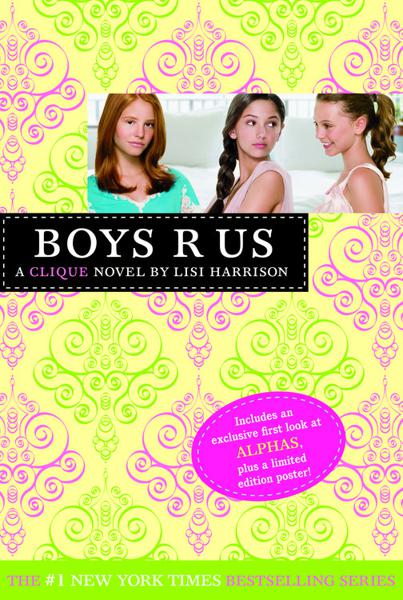 BOYS R US
A CLIQUE NOVEL BY LISI HARRISON
Includes an
exclusive first look at
ALPHAS,
plus a limited
edition poster!
THE #1 NEW YORK TIMES BESTSELLING SERIES